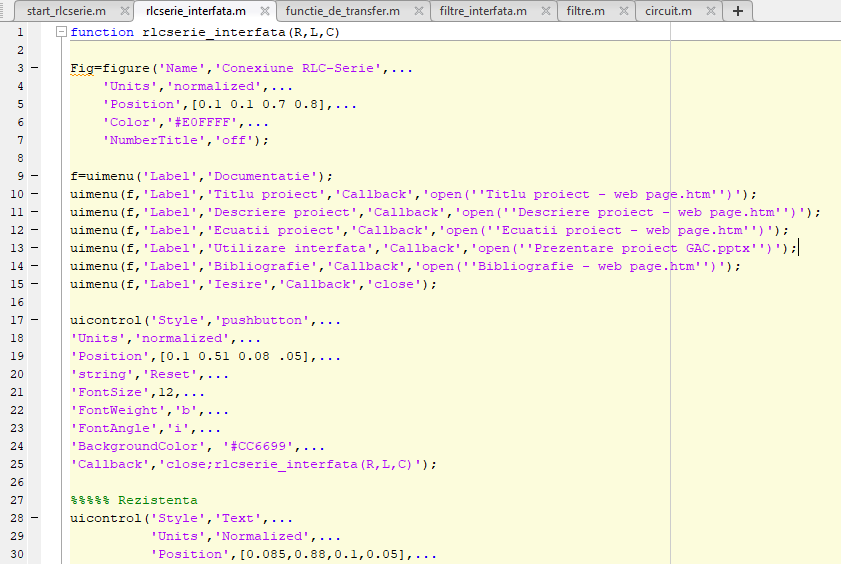 start_rlcserie.m × rlcserie_interfata.m × functie_de_transfer.m × filtre_interfata.m × filtre.m × circuit.m × +
1 function rlcserie_interfata(R,L,C)
2
3 Fig=figure('Name','Conexiune RLC-Serie',...
4 'Units','normalized',...
5 'Position',[0.1 0.1 0.7 0.8],...
6 'Color','#E0FFFF',...
7 'NumberTitle','off');
8
9 f=uimenu('Label','Documentatie');
10 uimenu(f,'Label','Titlu proiect','Callback','open(''Titlu proiect - web page.htm'')');
11 uimenu(f,'Label','Descriere proiect','Callback','open(''Descriere proiect - web page.htm'')');
12 uimenu(f,'Label','Ecuatii proiect','Callback','open(''Ecuatii proiect - web page.htm'')');
13 uimenu(f,'Label','Utilizare interfata','Callback','open(''Prezentare proiect GAC.pptx'')');
14 uimenu(f,'Label','Bibliografie','Callback','open(''Bibliografie - web page.htm'')');
15 uimenu(f,'Label','Iesire','Callback','close');
16
17 uicontrol('Style','pushbutton',...
18 'Units','normalized',...
19 'Position',[0.1 0.51 0.08 .05],...
20 'string','Reset',...
21 'FontSize',12,...
22 'FontWeight','b',...
23 'FontAngle','i',...
24 'BackgroundColor', '#CC6699',...
25 'Callback','close;rlcserie_interfata(R,L,C)');
26
27 %%%%% Rezistenta
28 uicontrol('Style','Text',...
29 'Units','Normalized',...
30 'Position',[0.085,0.88,0.1,0.05],...